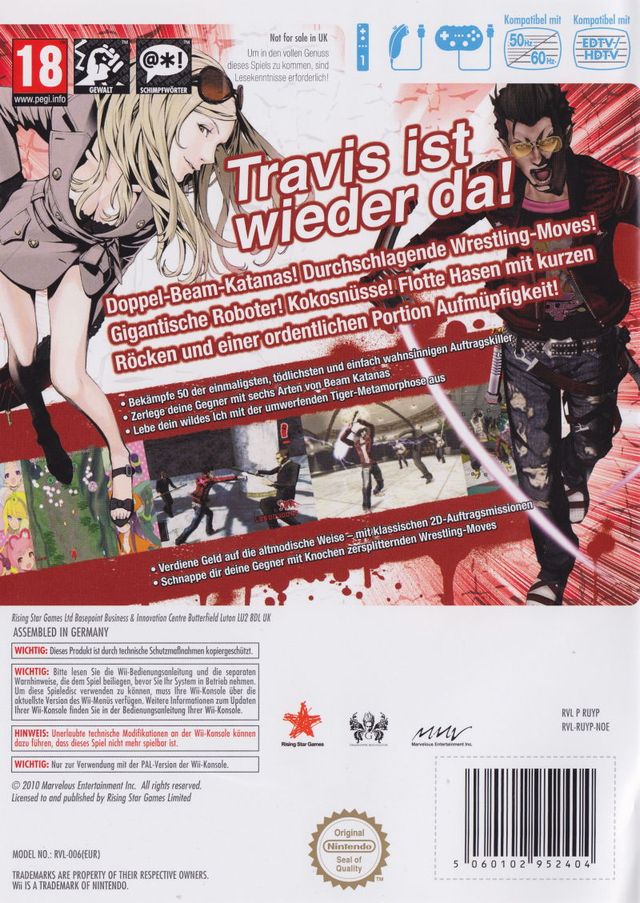 18
www.pegi.info
GEWALT
SCHIMPFWÖRTER
@*!
Not for sale in UK
Um in den vollen Genuss
dieses Spiels zu kommen, sind
Lesekenntnisse erforderlich!
1
Kompatibel mit
50Hz
60Hz
Kompatibel mit
EDTV/
HDTV
Travis ist
wieder da!
Doppel-Beam-Katanas! Durchschlagende Wrestling-Moves!
Gigantische Roboter! Kokosnüsse! Flotte Hasen mit kurzen
Röcken und einer ordentlichen Portion Aufmüpfigkeit!
• Bekämpfe 50 der einmaligsten, tödlichsten und einfach wahnsinnigen Auftragskiller
• Zerlege deine Gegner mit sechs Arten von Beam Katanas
• Lebe dein wildes Ich mit der umwerfenden Tiger-Metamorphose aus
• Verdiene Geld auf die altmodische Weise – mit klassischen 2D-Auftragsmissionen
• Schnappe dir deine Gegner mit Knochen zersplitternden Wrestling-Moves
Rising Star Games Ltd Basepoint Business & Innovation Centre Butterfield Luton LU2 8DL UK
ASSEMBLED IN GERMANY
WICHTIG: Dieses Produkt ist durch technische Schutzmaßnahmen kopiergeschützt.
WICHTIG: Bitte lesen Sie die Wii-Bedienungsanleitung und die separaten
Warnhinweise, die dem Spiel beiliegen, bevor Sie Ihr System in Betrieb nehmen.
Um diese Spieledisc verwenden zu können, muss Ihre Wii-Konsole über die
aktuellste Version des Wii-Menüs verfügen. Weitere Informationen zum Updaten
Ihrer Wii-Konsole finden Sie in der Bedienungsanleitung Ihrer Wii-Konsole.
HINWEIS: Unerlaubte technische Modifikationen an der Wii-Konsole können
dazu führen, dass dieses Spiel nicht mehr spielbar ist.
WICHTIG: Nur zur Verwendung mit der PAL-Version der Wii-Konsole.
© 2010 Marvelous Entertainment Inc. All rights reserved.
Licensed to and published by Rising Star Games Limited
Rising Star Games
Marvelous Entertainment Inc.
RVL P RUYP
RVL-RUYP-NOE
MODEL NO.: RVL-006(EUR)
TRADEMARKS ARE PROPERTY OF THEIR RESPECTIVE OWNERS.
Wii IS A TRADEMARK OF NINTENDO.
Original
Nintendo
Seal of
Quality
TM
5 060102 952404